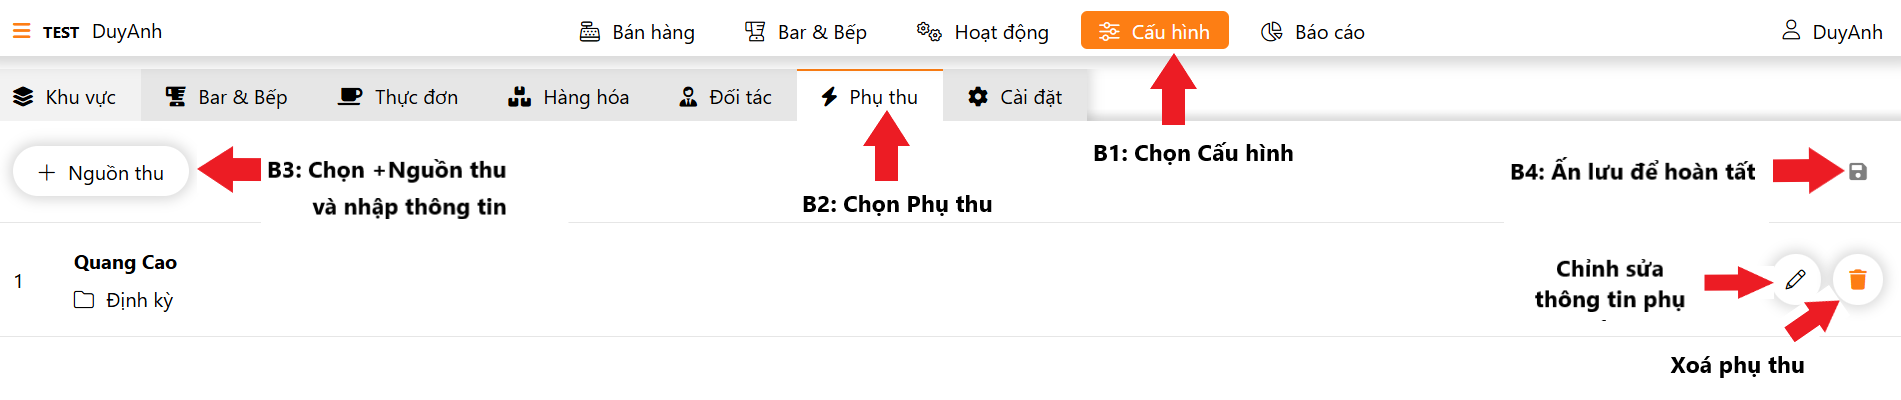 TEST DuyAnh
Bán hàng
Bar & Bếp
Hoạt động
Cấu hình
Báo cáo
DuyAnh
Khu vực
Bar & Bếp
Thực đơn
Hàng hóa
Đối tác
Phụ thu
Cài đặt
B1: Chọn Cấu hình
+ Nguồn thu
B3: Chọn +Nguồn thu
và nhập thông tin
B2: Chọn Phụ thu
B4: Ấn lưu để hoàn tất
1
Quang Cao
Định kỳ
Chỉnh sửa
thông tin phụ
Xoá phụ thu